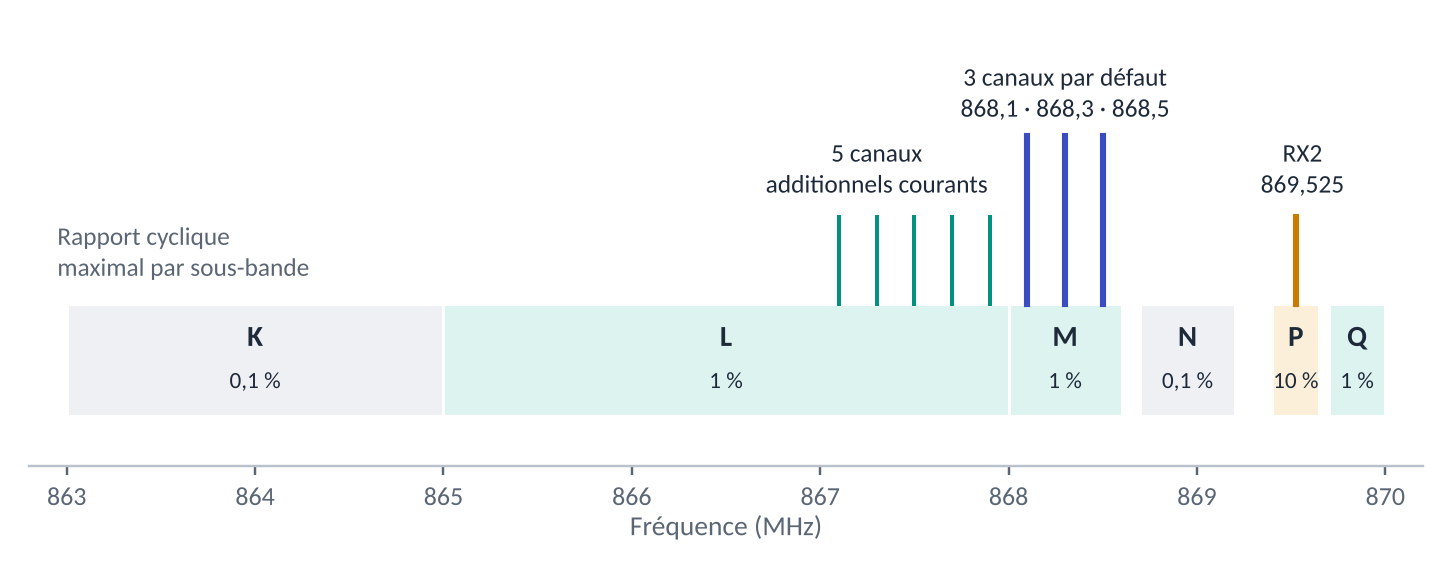 3 canaux par défaut
868,1 · 868,3 · 868,5
5 canaux
additionnels courants
RX2
869,525
Rapport cyclique
maximal par sous-bande
K
L
M
N
P
Q
0,1 %
1 %
1 %
0,1 %
10 %
1 %
863
864
865
866
867
868
869
870
Fréquence (MHz)